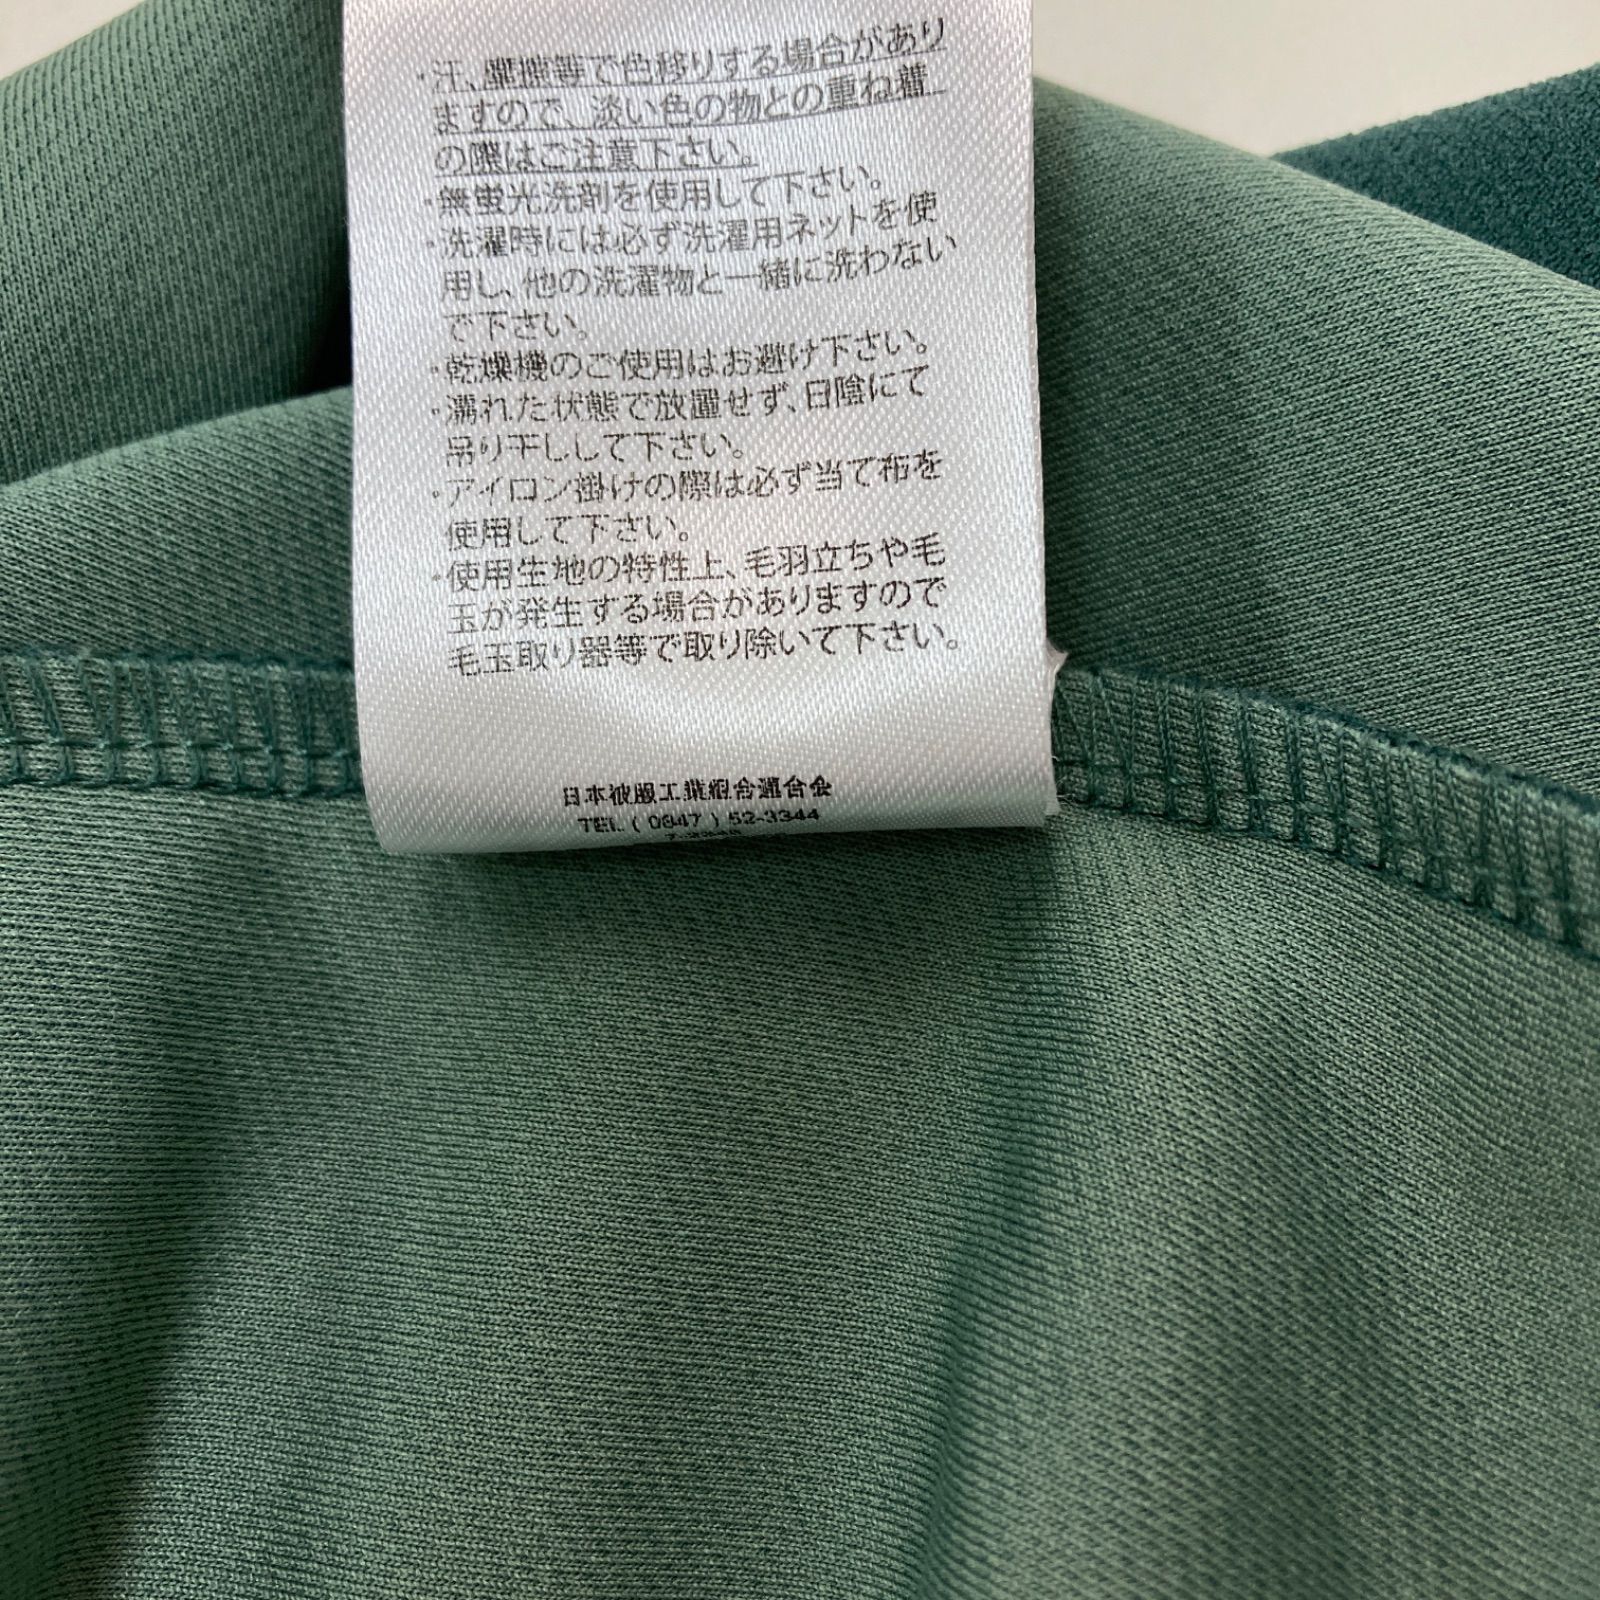 ・汗、摩擦等で色移りする場合があり
ますので、淡い色の物との重ね着
の際はご注意下さい。
・無蛍光洗剤を使用して下さい。
・洗濯時には必ず洗濯用ネットを使
用し、他の洗濯物と一緒に洗わない
で下さい。
・乾燥機のご使用はお避け下さい。
・濡れた状態で放置せず、日陰にて
吊り干しして下さい。
・アイロン掛けの際は必ず当て布を
使用して下さい。
・使用生地の特性上、毛羽立ちや毛
玉が発生する場合がありますので
毛玉取り器等で取り除いて下さい。
日本被服工業組合連合会
TEL ( 0847 ) 52-3344